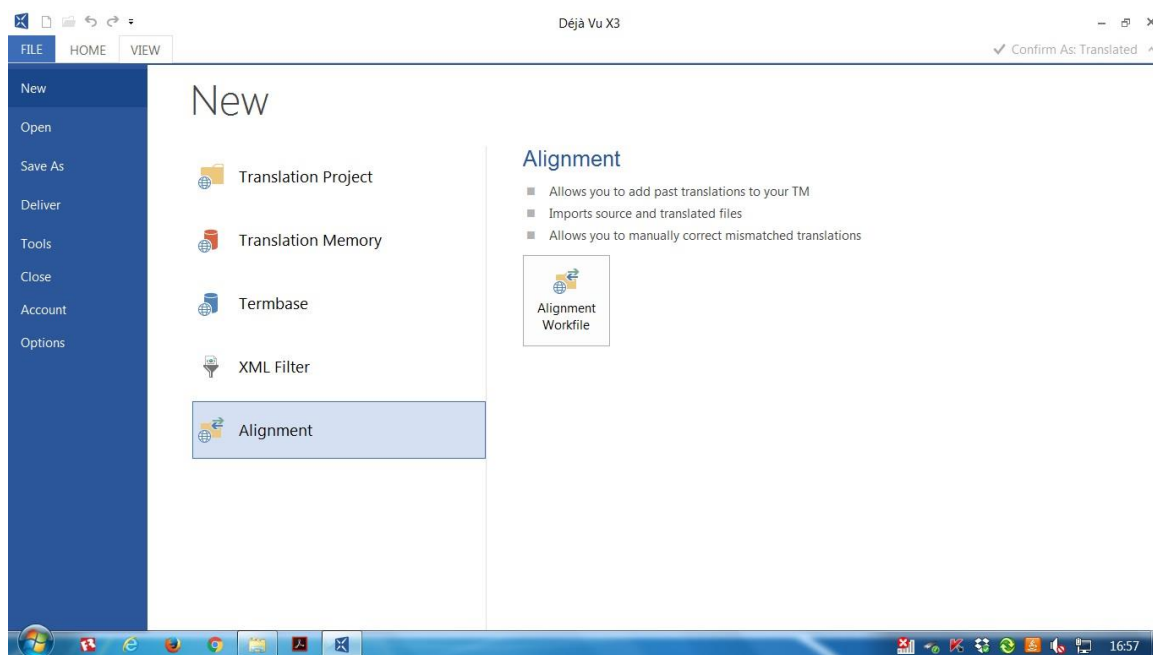 Déjà Vu X3
FILE HOME VIEW
Confirm As: Translated
New
Open
Save As
Deliver
Tools
Close
Account
Options
New
Translation Project
Translation Memory
Termbase
XML Filter
Alignment
Alignment
Allows you to add past translations to your TM
Imports source and translated files
Allows you to manually correct mismatched translations
Alignment
Workfile
16:57